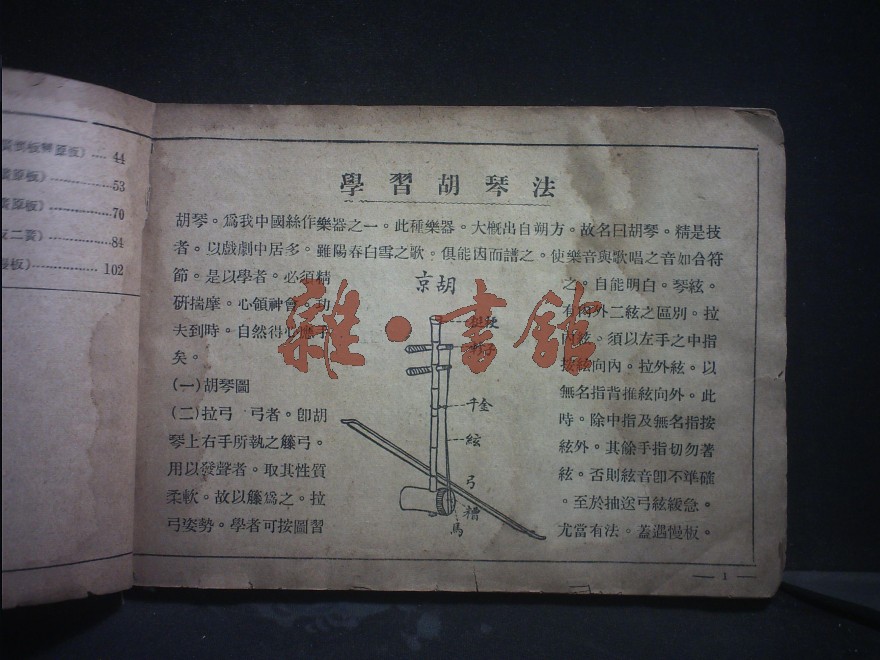 44
53
70
84
102
學習胡琴法
胡琴。爲我中國絲作樂器之一。此種樂器。大概出自朔方。故名曰胡琴。精是技
者。以戲劇中居多。雖陽春白雪之歌。俱能因而譜之。使樂音與歌唱之音如合符
節。是以學者。必須精
研揣摩。心領神會。功
夫到時。自然得心應手
矣。
(一)胡琴圖
(二)拉弓 弓者。卽胡
琴上右手所執之籐弓。
用以發聲者。取其性質
柔軟。故以籐爲之。拉
弓姿勢。學者可按圖習
京胡
千金
絃
弓
馬
之。自能明白。琴絃。
有內外二絃之區別。拉
內絃。須以左手之中指
按絃向內。拉外絃。以
無名指背推絃向外。此
時。除中指及無名指按
絃外。其餘手指切勿著
絃。否則絃音卽不準確
。至於抽送弓絃緩急。
尤當有法。蓋遇慢板。
1
雜·書館